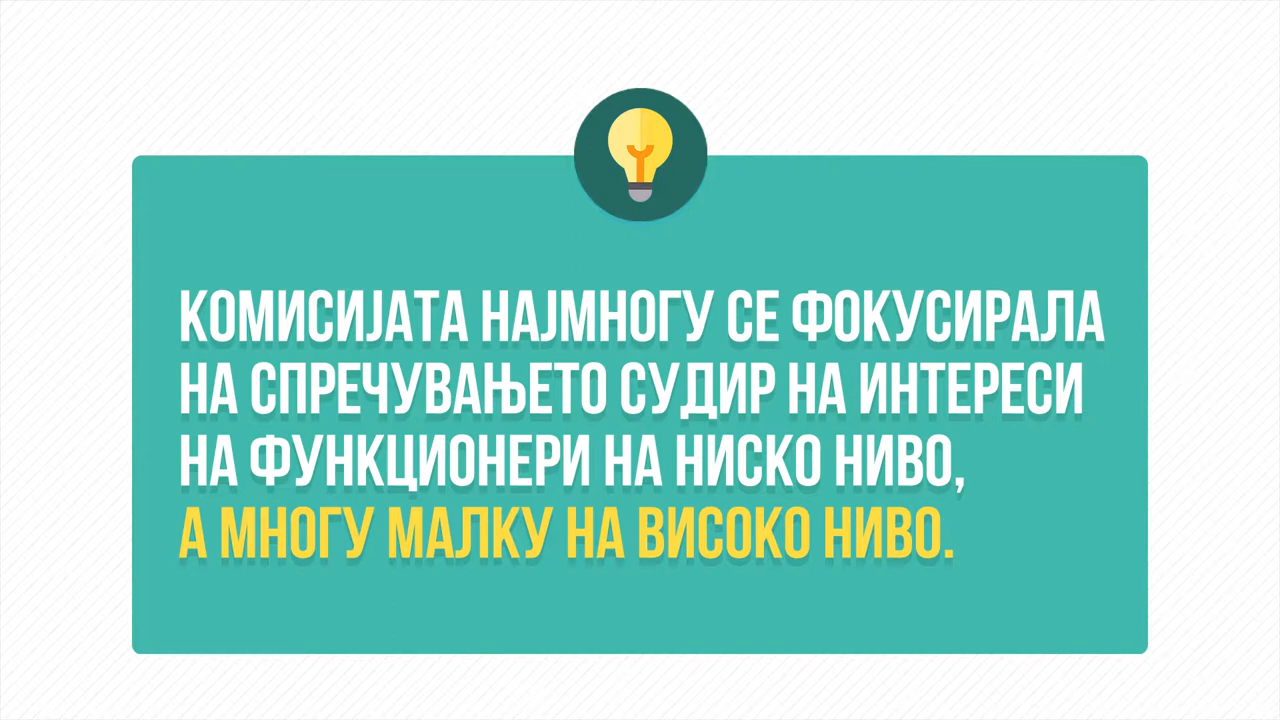 КОМИСИЈАТА НАЈМНОГУ СЕ ФОКУСИРАЛА
НА СПРЕЧУВАЊЕТО СУДИР НА ИНТЕРЕСИ
НА ФУНКЦИОНЕРИ НА НИСКО НИВО,
А МНОГУ МАЛКУ НА ВИСОКО НИВО.